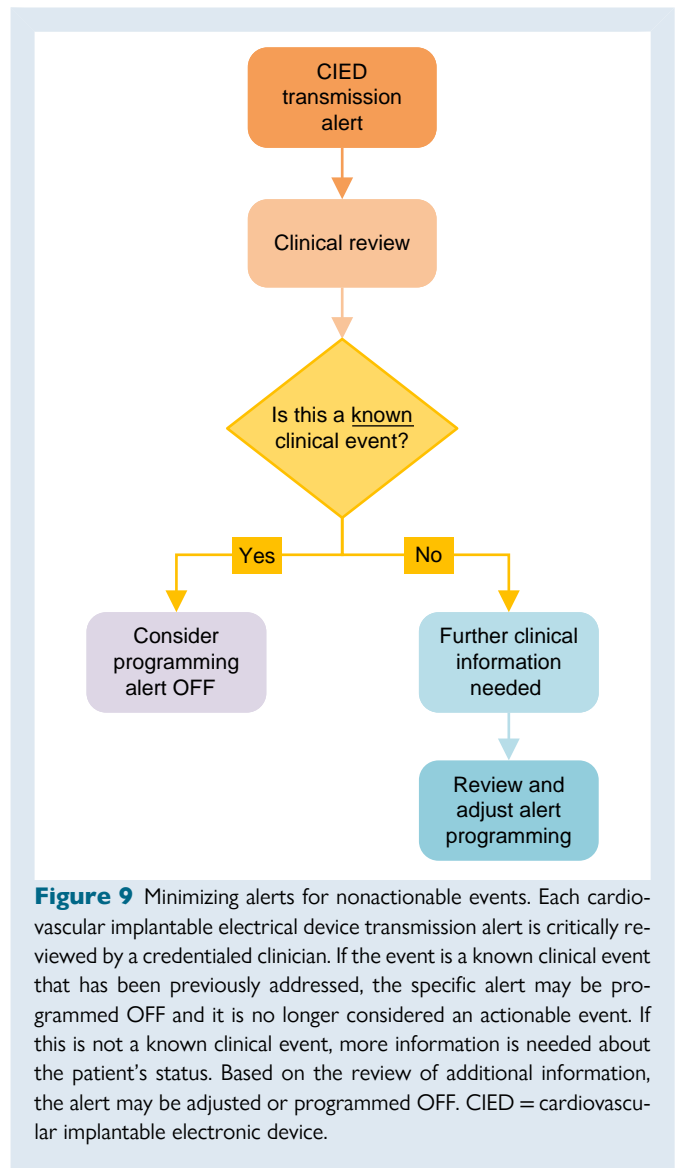 CIED
transmission
alert
Clinical review
Is this a known
clinical event?
Yes
No
Consider
programming
alert OFF
Further clinical
information
needed
Review and
adjust alert
programming
Figure 9 Minimizing alerts for nonactionable events. Each cardio-
vascular implantable electrical device transmission alert is critically re-
viewed by a credentialed clinician. If the event is a known clinical event
that has been previously addressed, the specific alert may be pro-
grammed OFF and it is no longer considered an actionable event. If
this is not a known clinical event, more information is needed about
the patient's status. Based on the review of additional information,
the alert may be adjusted or programmed OFF. CIED = cardiovascu-
lar implantable electronic device.